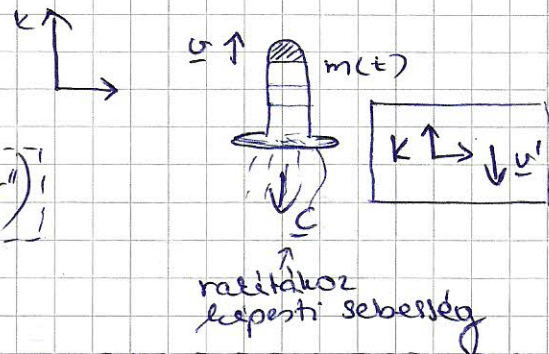 K
v
m(t)
K
v'
c
rakétához
képesti sebesség